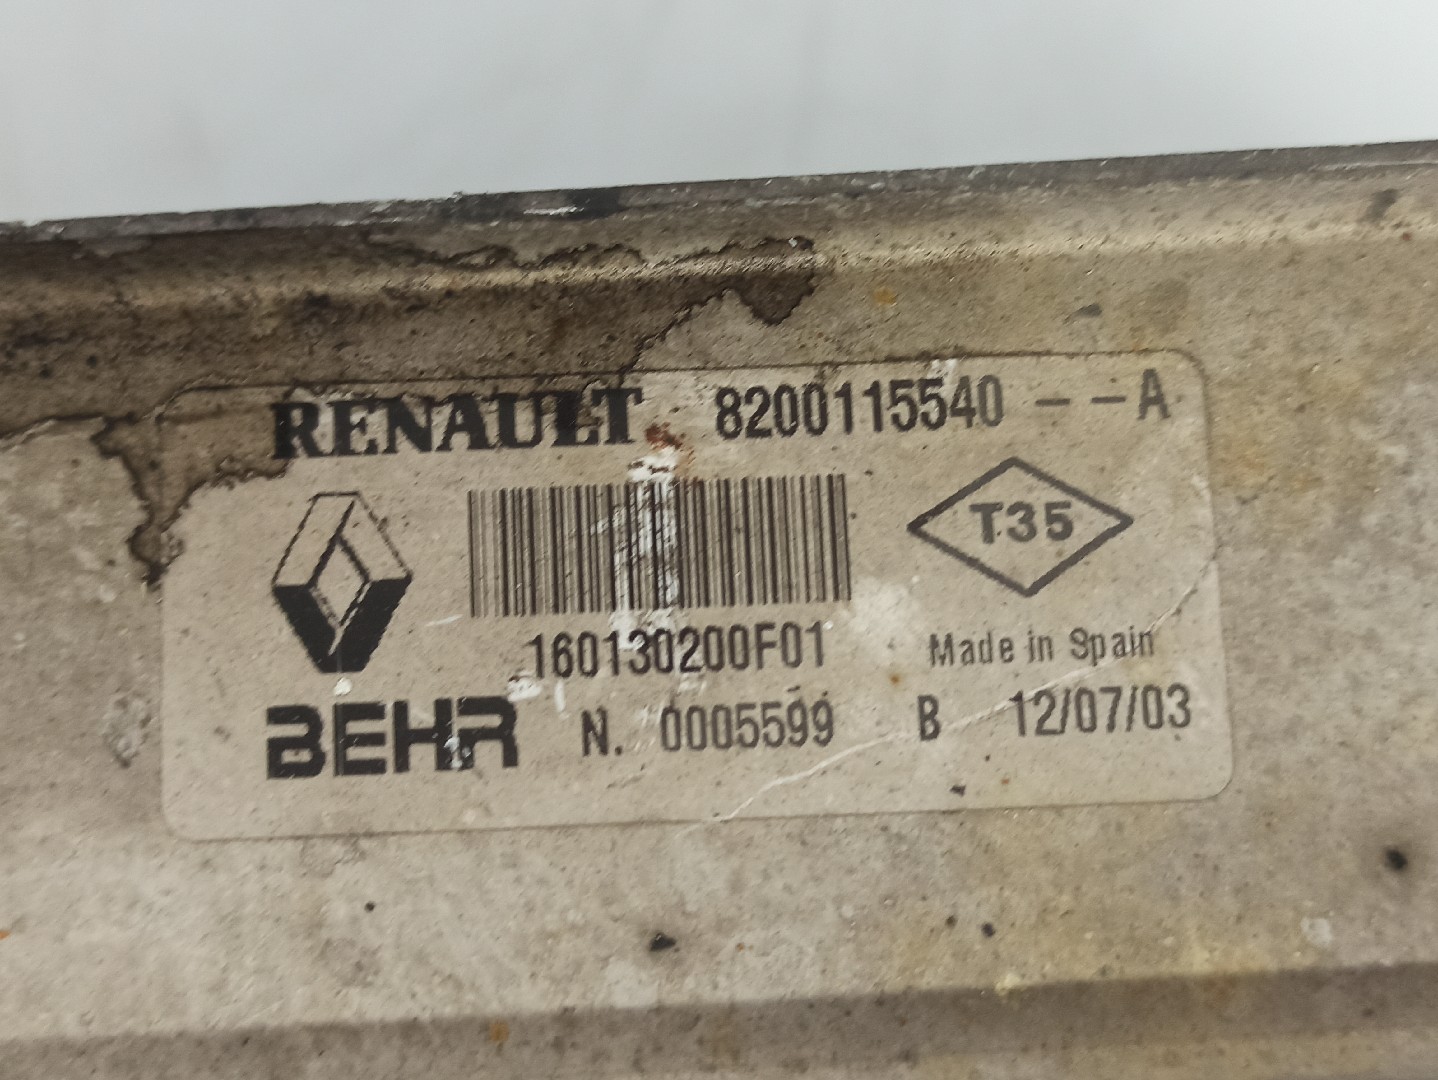 RENAULT 8200115540 -- A
T35
160130200F01
Made in Spain
BEHR N. 0005599 B 12/07/03